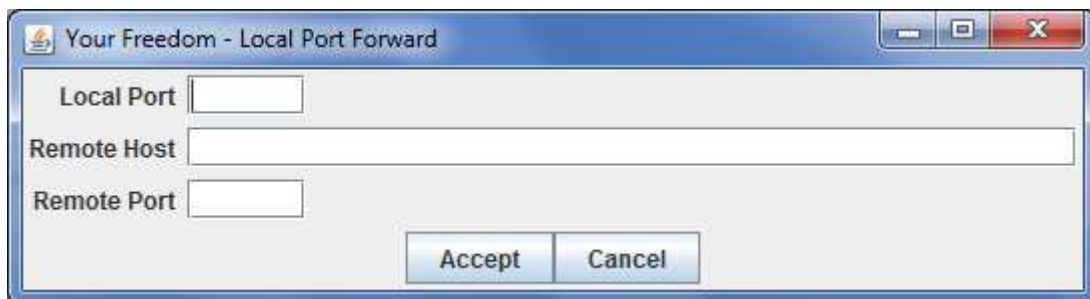 Your Freedom - Local Port Forward
Local Port
Remote Host
Remote Port
Accept Cancel